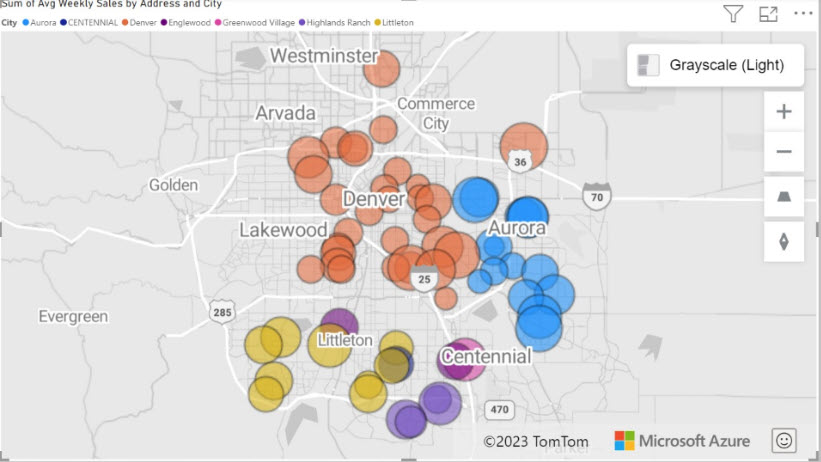 Sum of Avg Weekly Sales by Address and City
City Aurora CENTENNIAL Denver Englewood Greenwood Village Highlands Ranch Littleton
Westminster
Grayscale (Light)
Arvada
Commerce
City
36
Golden
70
Denver
Lakewood
Aurora
25
Evergreen
285
Littleton
Centennial
470
©2023 TomTom
Microsoft Azure
Parker